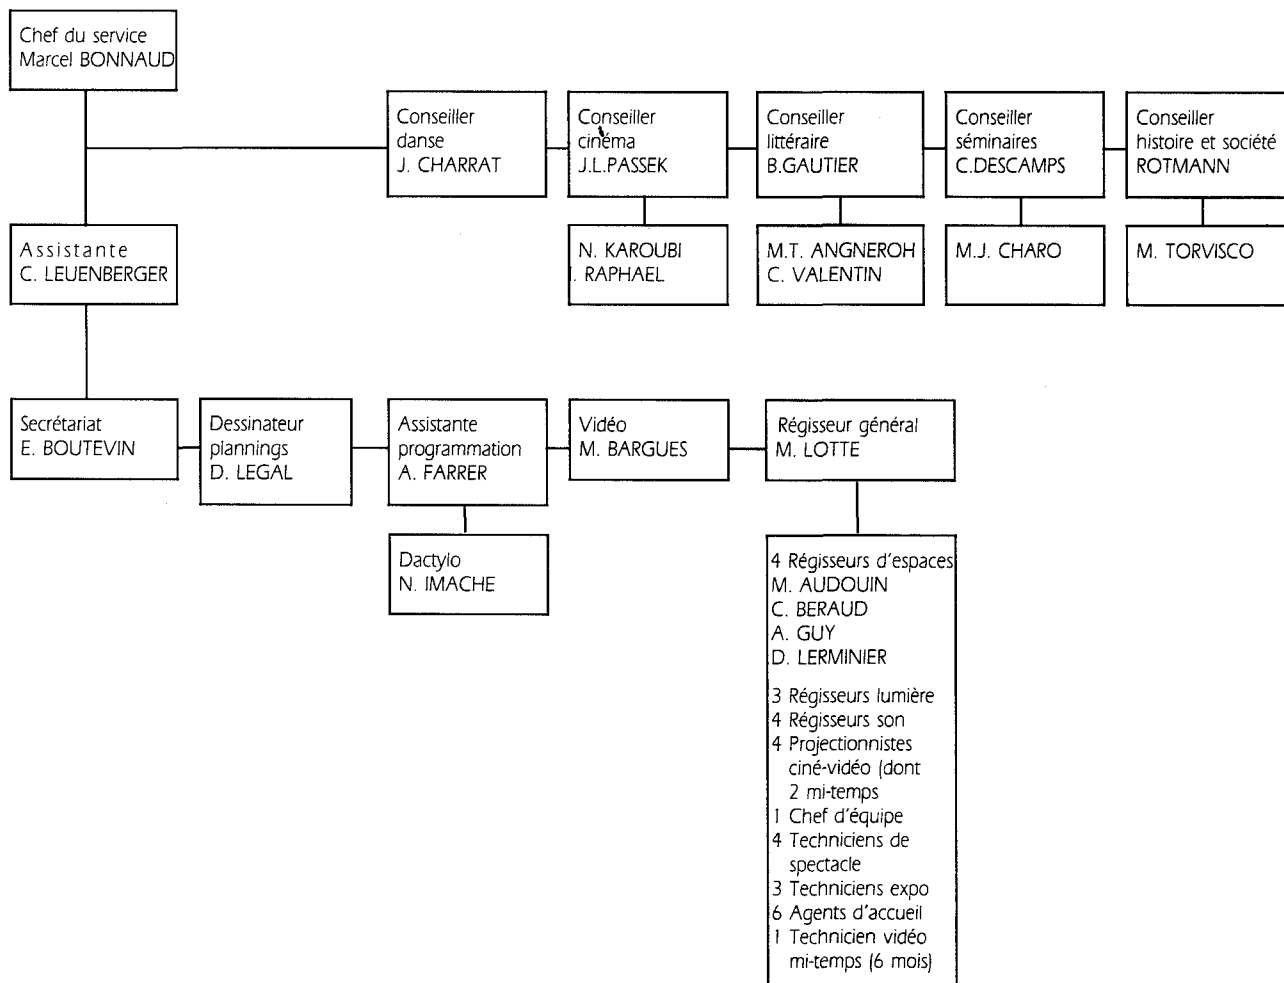 Chef du service
Marcel BONNAUD
Conseiller
danse
J. CHARRAT
Conseiller
cinéma
J.L.PASSEK
Conseiller
littéraire
B.GAUTIER
Conseiller
séminaires
C.DESCAMPS
Conseiller
histoire et société
ROTMANN
Assistante
C. LEUENBERGER
N. KAROUBI
. RAPHAEL
M.T. ANGNEROH
C. VALENTIN
M.J. CHARO
M. TORVISCO
Secrétariat
E. BOUTEVIN
Dessinateur
plannings
D. LEGAL
Assistante
programmation
A. FARRER
Vidéo
M. BARGUES
Régisseur général
M. LOTTE
Dactylo
N. IMACHE
4 Régisseurs d'espaces
M. AUDOUIN
C. BERAUD
A. GUY
D. LERMINIER
3 Régisseurs lumière
4 Régisseurs son
4 Projectionnistes
ciné-vidéo (dont
2 mi-temps
1 Chef d'équipe
4 Techniciens de
spectacle
3 Techniciens expo
6 Agents d'accueil
1 Technicien vidéo
mi-temps (6 mois)